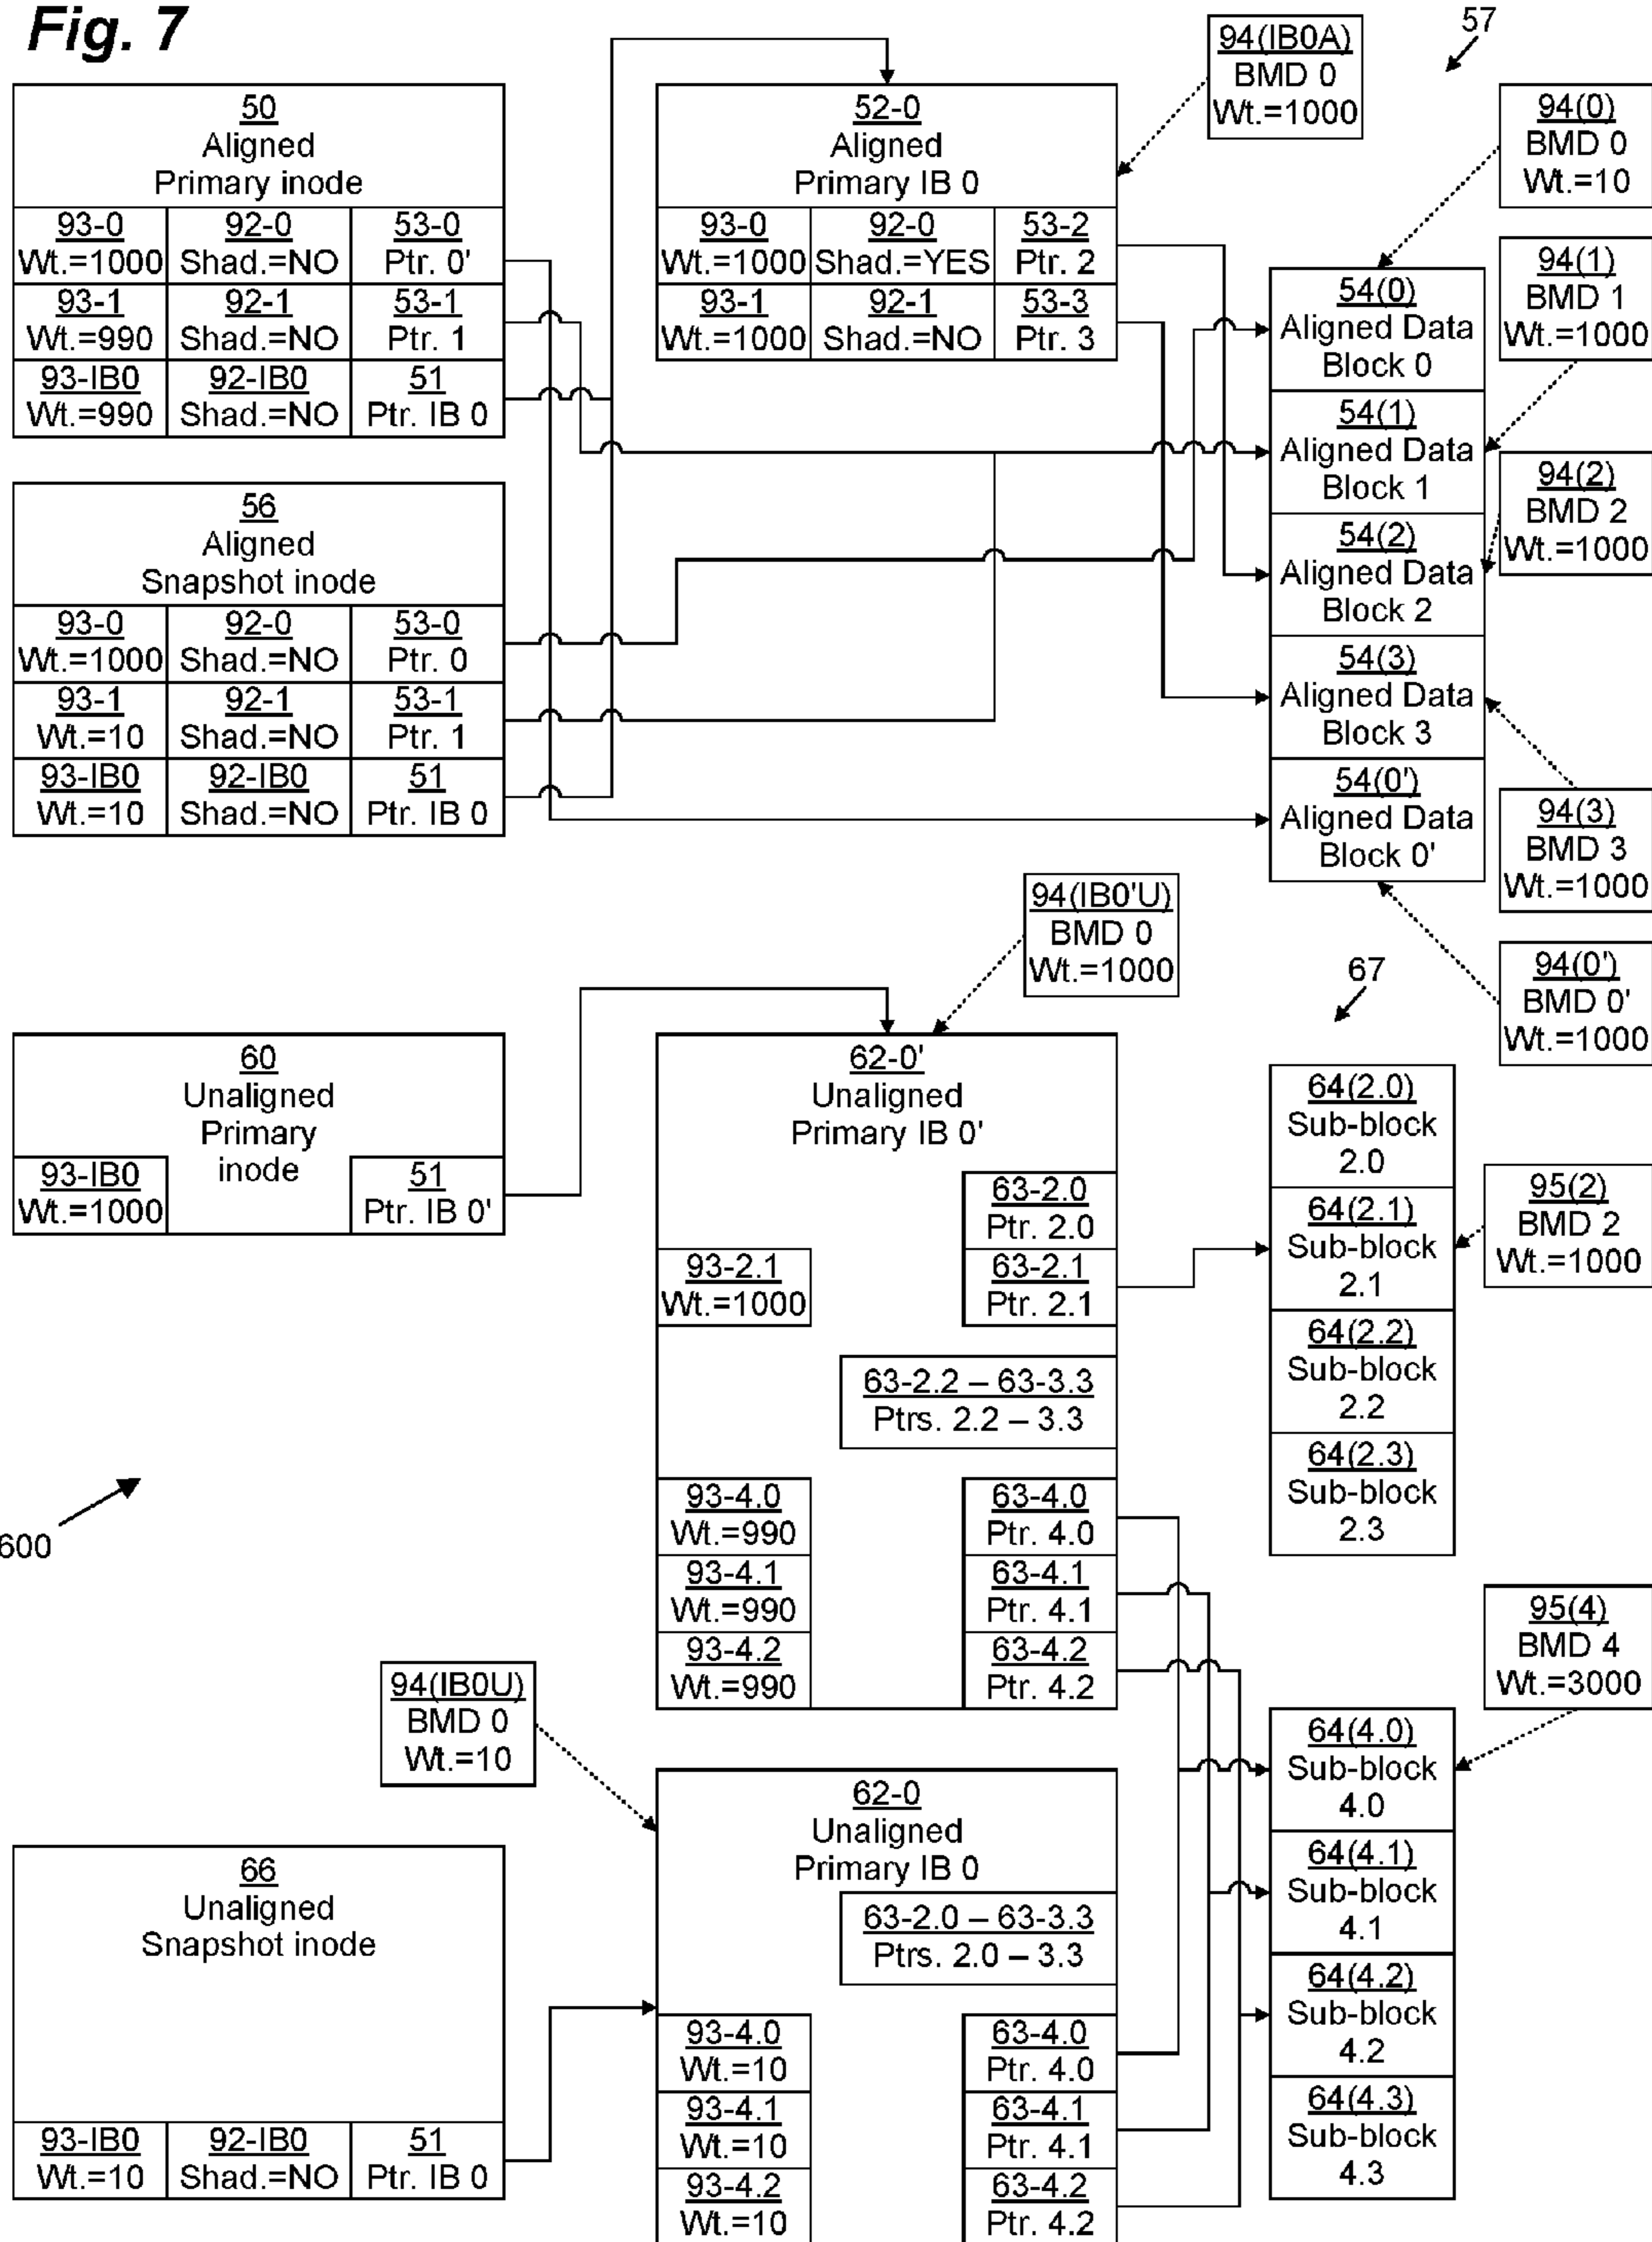 Fig. 7
57
50
Aligned
Primary inode
93-0
Wt.=1000
92-0
Shad.=NO
53-0
Ptr. 0'
93-1
Wt.=990
92-1
Shad.=NO
53-1
Ptr. 1
93-IB0
Wt.=990
92-IB0
Shad.=NO
51
Ptr. IB 0
52-0
Aligned
Primary IB 0
93-0
Wt.=1000
92-0
Shad.=YES
53-2
Ptr. 2
93-1
Wt.=1000
92-1
Shad.=NO
53-3
Ptr. 3
94(IB0A)
BMD 0
Wt.=1000
94(0)
BMD 0
Wt.=10
94(1)
BMD 1
Wt.=1000
94(2)
BMD 2
Wt.=1000
94(3)
BMD 3
Wt.=1000
94(0')
BMD 0'
Wt.=1000
54(0)
Aligned Data
Block 0
54(1)
Aligned Data
Block 1
54(2)
Aligned Data
Block 2
54(3)
Aligned Data
Block 3
54(0')
Aligned Data
Block 0'
56
Aligned
Snapshot inode
93-0
Wt.=1000
92-0
Shad.=NO
53-0
Ptr. 0
93-1
Wt.=10
92-1
Shad.=NO
53-1
Ptr. 1
93-IB0
Wt.=10
92-IB0
Shad.=NO
51
Ptr. IB 0
94(IB0'U)
BMD 0
Wt.=1000
67
60
Unaligned
Primary
inode
93-IB0
Wt.=1000
51
Ptr. IB 0'
62-0'
Unaligned
Primary IB 0'
63-2.0
Ptr. 2.0
93-2.1
Wt.=1000
63-2.1
Ptr. 2.1
63-2.2 – 63-3.3
Ptrs. 2.2 – 3.3
93-4.0
Wt.=990
63-4.0
Ptr. 4.0
93-4.1
Wt.=990
63-4.1
Ptr. 4.1
93-4.2
Wt.=990
63-4.2
Ptr. 4.2
64(2.0)
Sub-block
2.0
64(2.1)
Sub-block
2.1
64(2.2)
Sub-block
2.2
64(2.3)
Sub-block
2.3
95(2)
BMD 2
Wt.=1000
600
95(4)
BMD 4
Wt.=3000
94(IB0U)
BMD 0
Wt.=10
62-0
Unaligned
Primary IB 0
63-2.0 – 63-3.3
Ptrs. 2.0 – 3.3
93-4.0
Wt.=10
63-4.0
Ptr. 4.0
93-4.1
Wt.=10
63-4.1
Ptr. 4.1
93-4.2
Wt.=10
63-4.2
Ptr. 4.2
64(4.0)
Sub-block
4.0
64(4.1)
Sub-block
4.1
64(4.2)
Sub-block
4.2
64(4.3)
Sub-block
4.3
66
Unaligned
Snapshot inode
93-IB0
Wt.=10
92-IB0
Shad.=NO
51
Ptr. IB 0